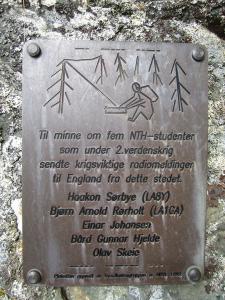 Til minne om fem NTH-studenter
som under 2.verdenskrig
sendte krigsviktige radiomeldinger
til England fra dette stedet.
Haakon Sørbye (LA8Y)
Bjørn Arnold Rørholt (LA1GA)
Einar Johansen
Bård Gunnar Hjelde
Olav Skeie